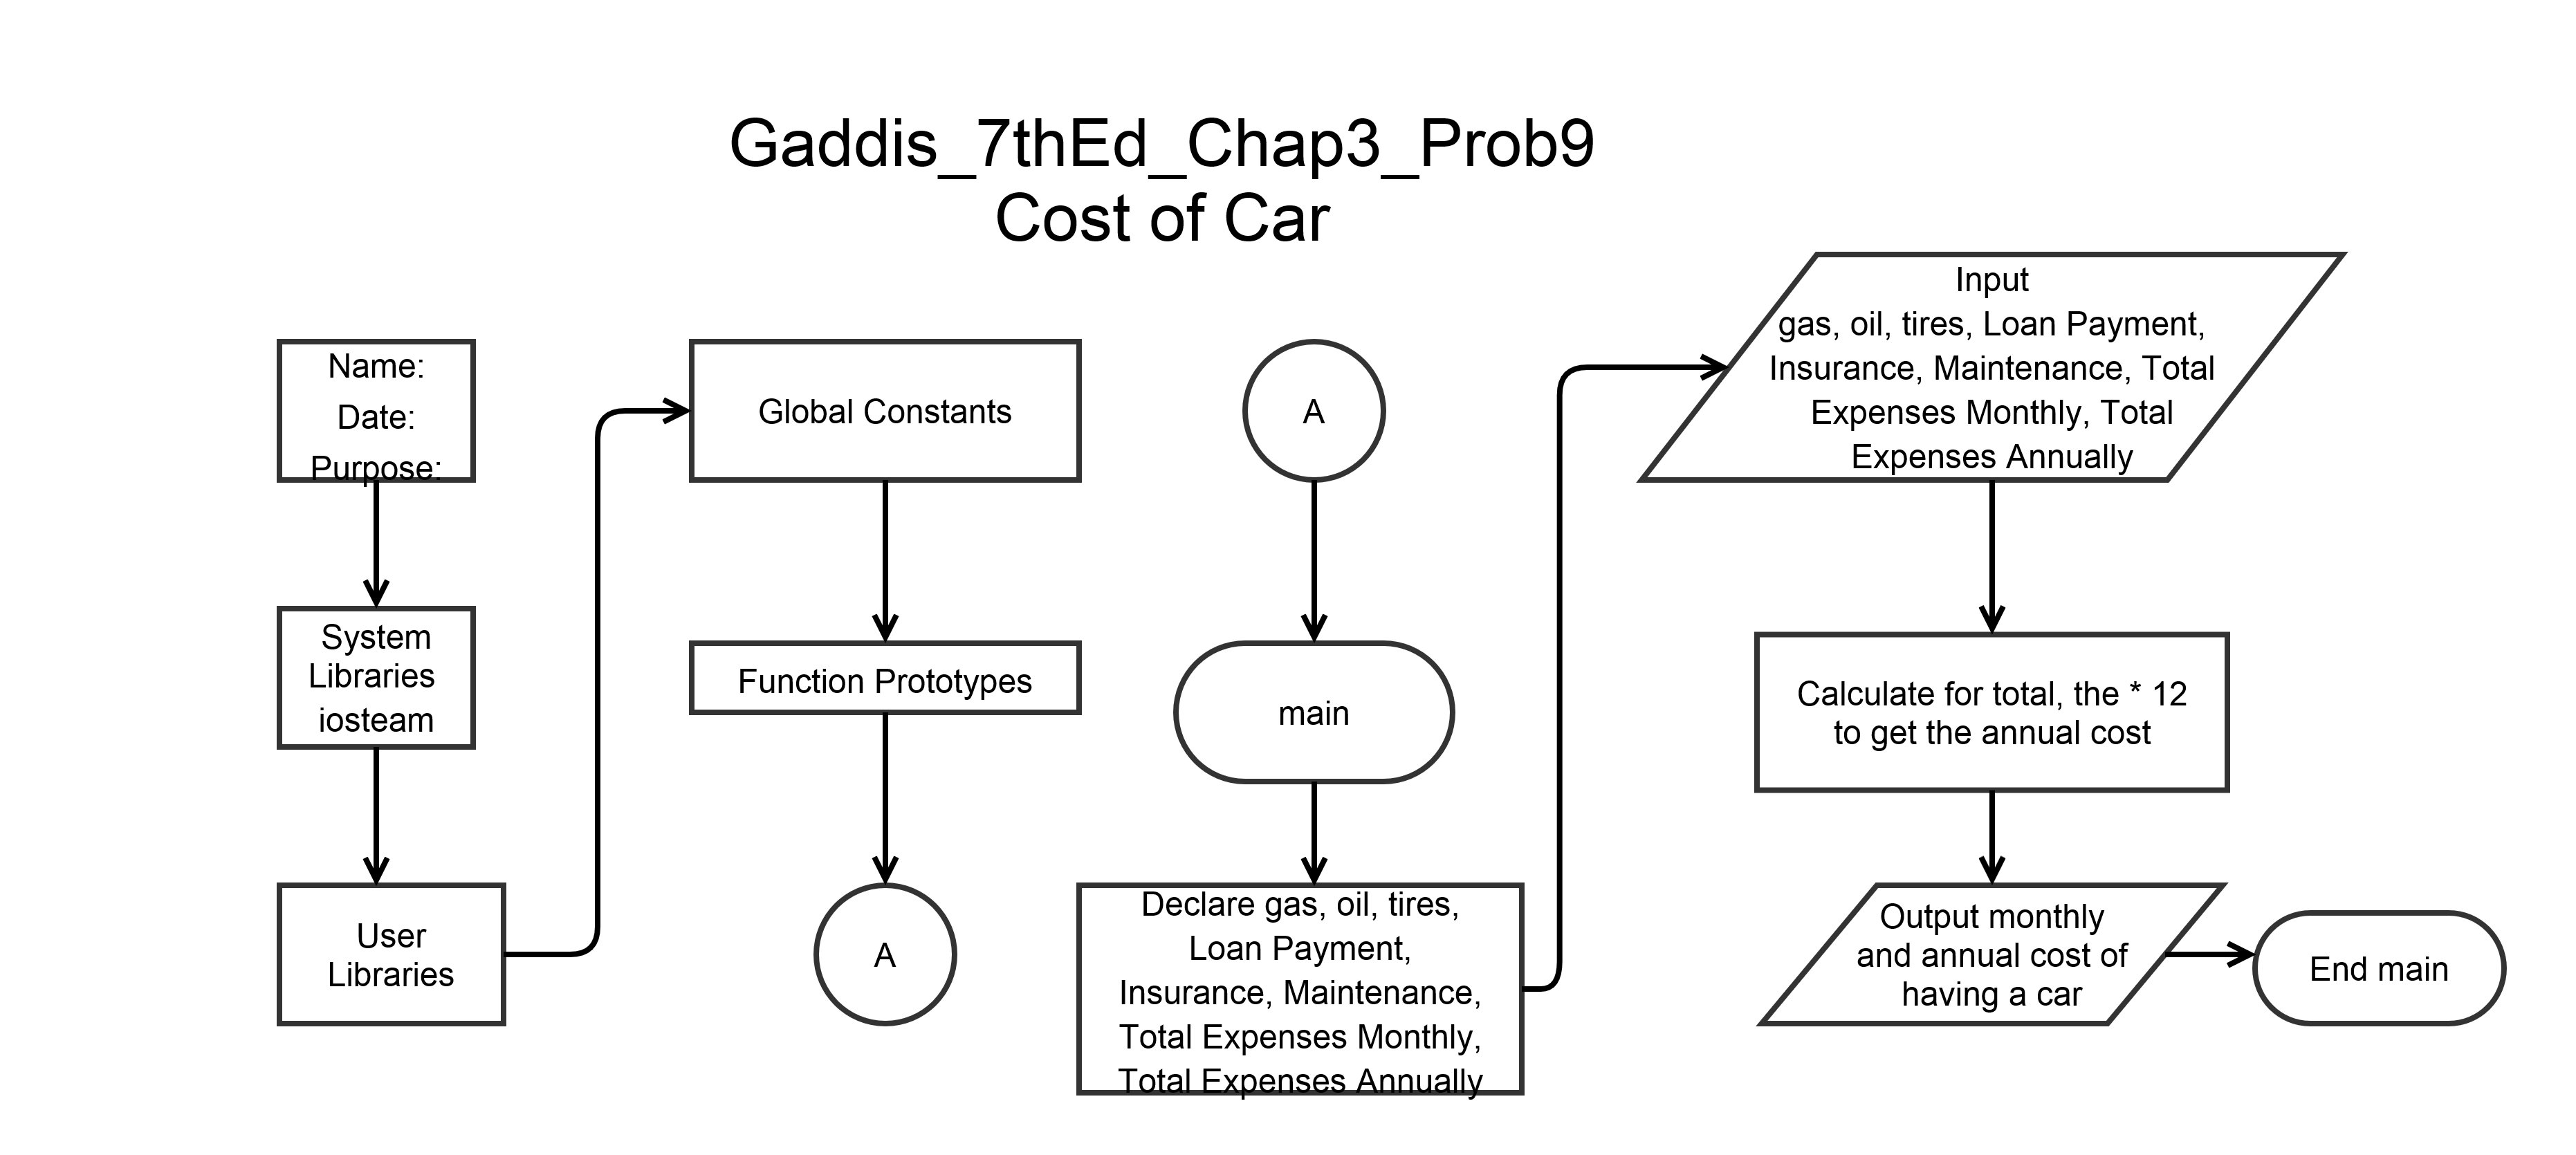 Gaddis_7thEd_Chap3_Prob9
Cost of Car
Name:
Date:
Purpose:
System
Libraries
iosteam
User
Libraries
Global Constants
Function Prototypes
A
A
main
Declare gas, oil, tires,
Loan Payment,
Insurance, Maintenance,
Total Expenses Monthly,
Total Expenses Annually
Input
gas, oil, tires, Loan Payment,
Insurance, Maintenance, Total
Expenses Monthly, Total
Expenses Annually
Calculate for total, the * 12
to get the annual cost
Output monthly
and annual cost of
having a car
End main